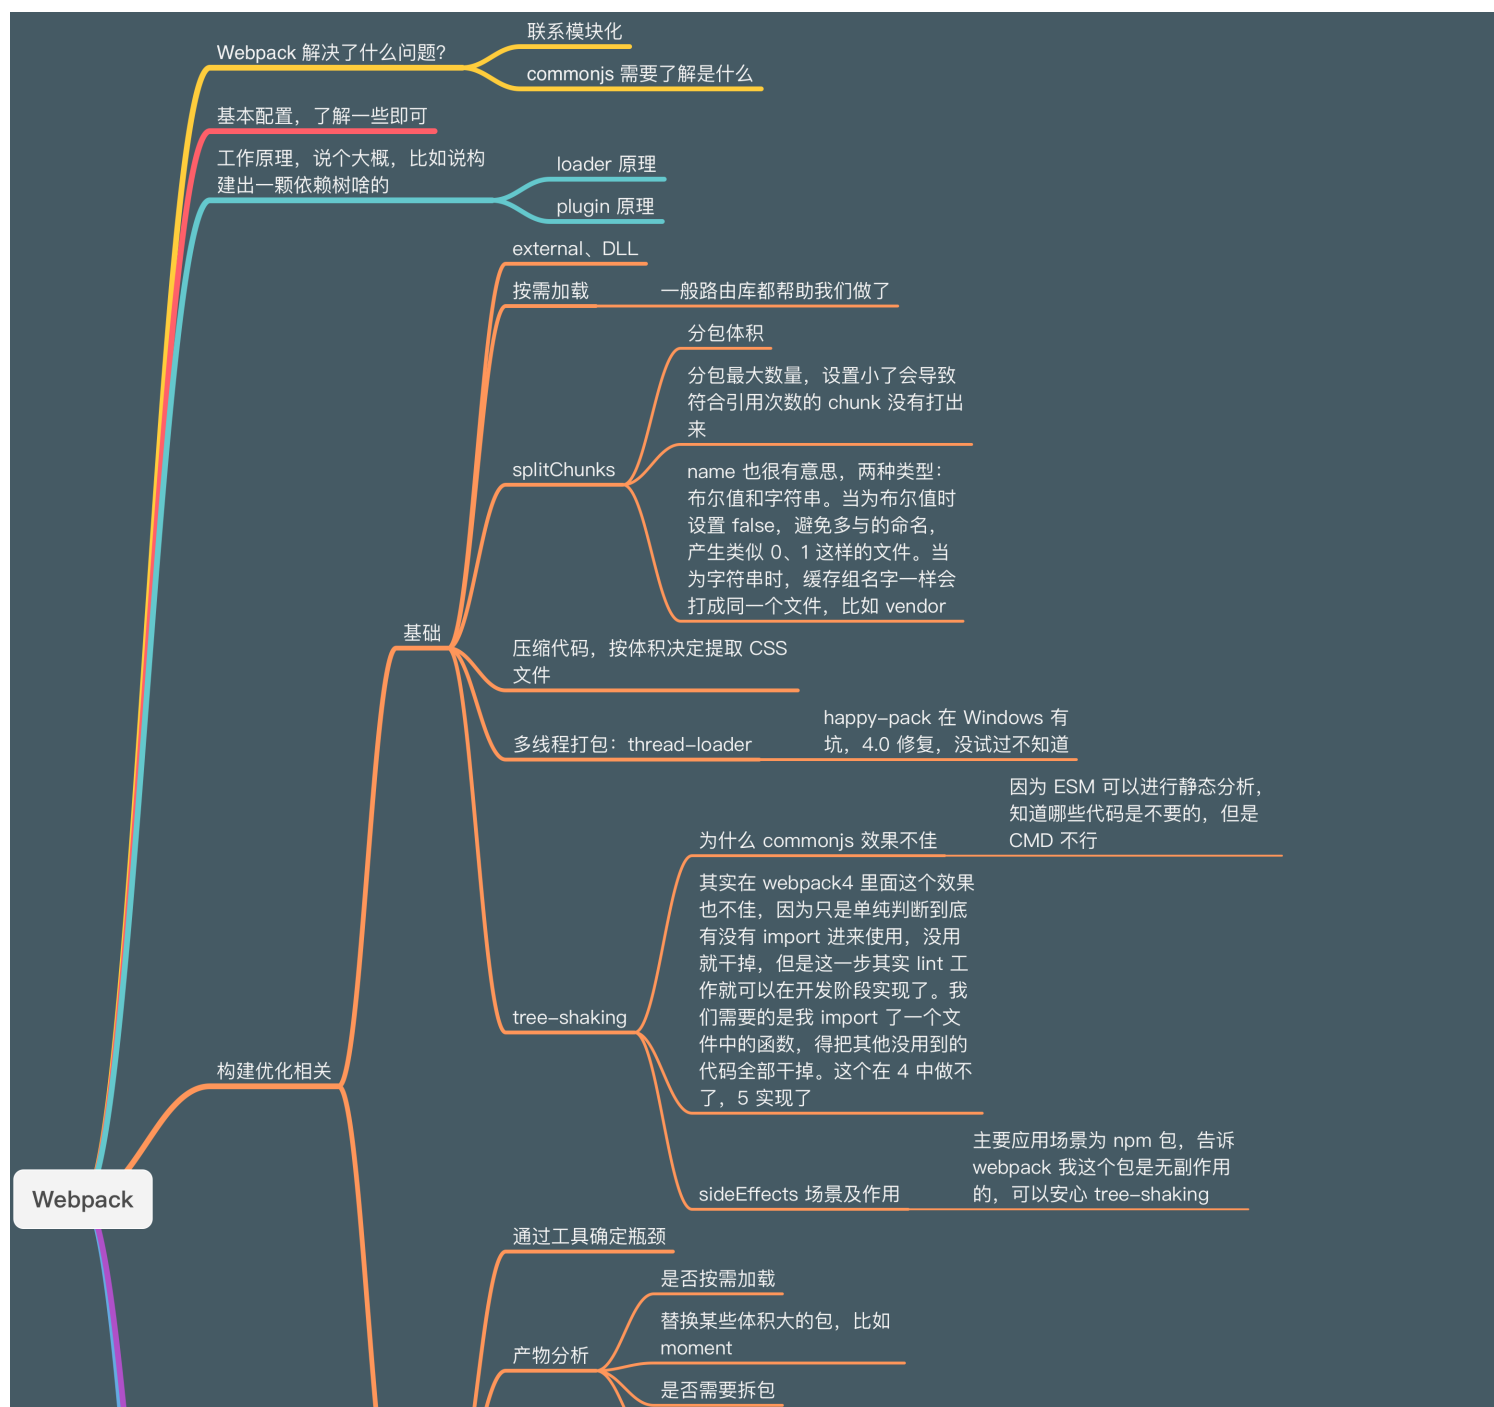 联系模块化
Webpack 解决了什么问题？
commonjs 需要了解是什么
基本配置，了解一些即可
工作原理，说个大概，比如说构
建出一颗依赖树啥的
loader 原理
plugin 原理
external、DLL
按需加载
一般路由库都帮助我们做了
分包体积
分包最大数量，设置小了会导致
符合引用次数的 chunk 没有打出
来
splitChunks
name 也很有意思，两种类型：
布尔值和字符串。当为布尔值时
设置 false，避免多与的命名，
产生类似 0、1 这样的文件。当
为字符串时，缓存组名字一样会
打成同一个文件，比如 vendor
基础
压缩代码，按体积决定提取 CSS
文件
多线程打包：thread-loader
happy-pack 在 Windows 有
坑，4.0 修复，没试过不知道
因为 ESM 可以进行静态分析，
知道哪些代码是不要的，但是
CMD 不行
为什么 commonjs 效果不佳
其实在 webpack4 里面这个效果
也不佳，因为只是单纯判断到底
有没有 import 进来使用，没用
就干掉，但是这一步其实 lint 工
作就可以在开发阶段实现了。我
们需要的是我 import 了一个文
件中的函数，得把其他没用到的
代码全部干掉。这个在 4 中做不
了，5 实现了
tree-shaking
构建优化相关
主要应用场景为 npm 包，告诉
webpack 我这个包是无副作用
的，可以安心 tree-shaking
sideEffects 场景及作用
Webpack
通过工具确定瓶颈
是否按需加载
替换某些体积大的包，比如
moment
产物分析
是否需要拆包